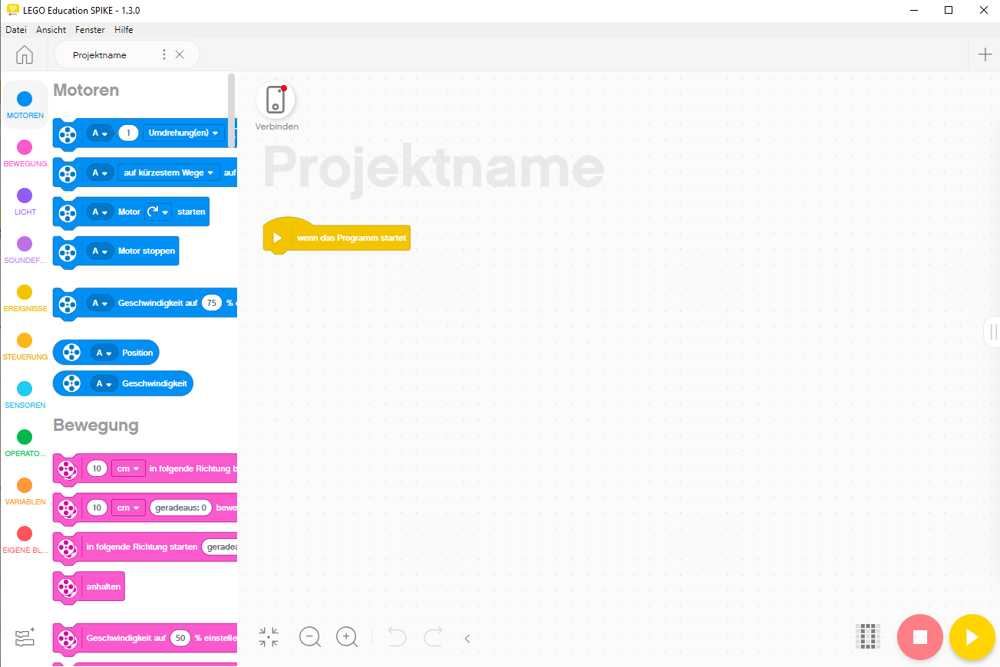 LEGO Education SPIKE - 1.3.0
Datei Ansicht Fenster Hilfe
Projektname
MOTOREN
BEWEGUNG
LICHT
SOUNDEF...
EREIGNISSE
STEUERUNG
SENSOREN
OPERATO...
VARIABLEN
EIGENE BL...
Motoren
A 1 Umdrehung(en)
A auf kürzestem Wege auf
A Motor starten
A Motor stoppen
A Geschwindigkeit auf 75 %
A Position
A Geschwindigkeit
Bewegung
10 cm in folgende Richtung b
10 cm geradeaus: 0 bewe
in folgende Richtung starten gerade
anhalten
Geschwindigkeit auf 50 % einstelle
Verbinden
Projektname
wenn das Programm startet